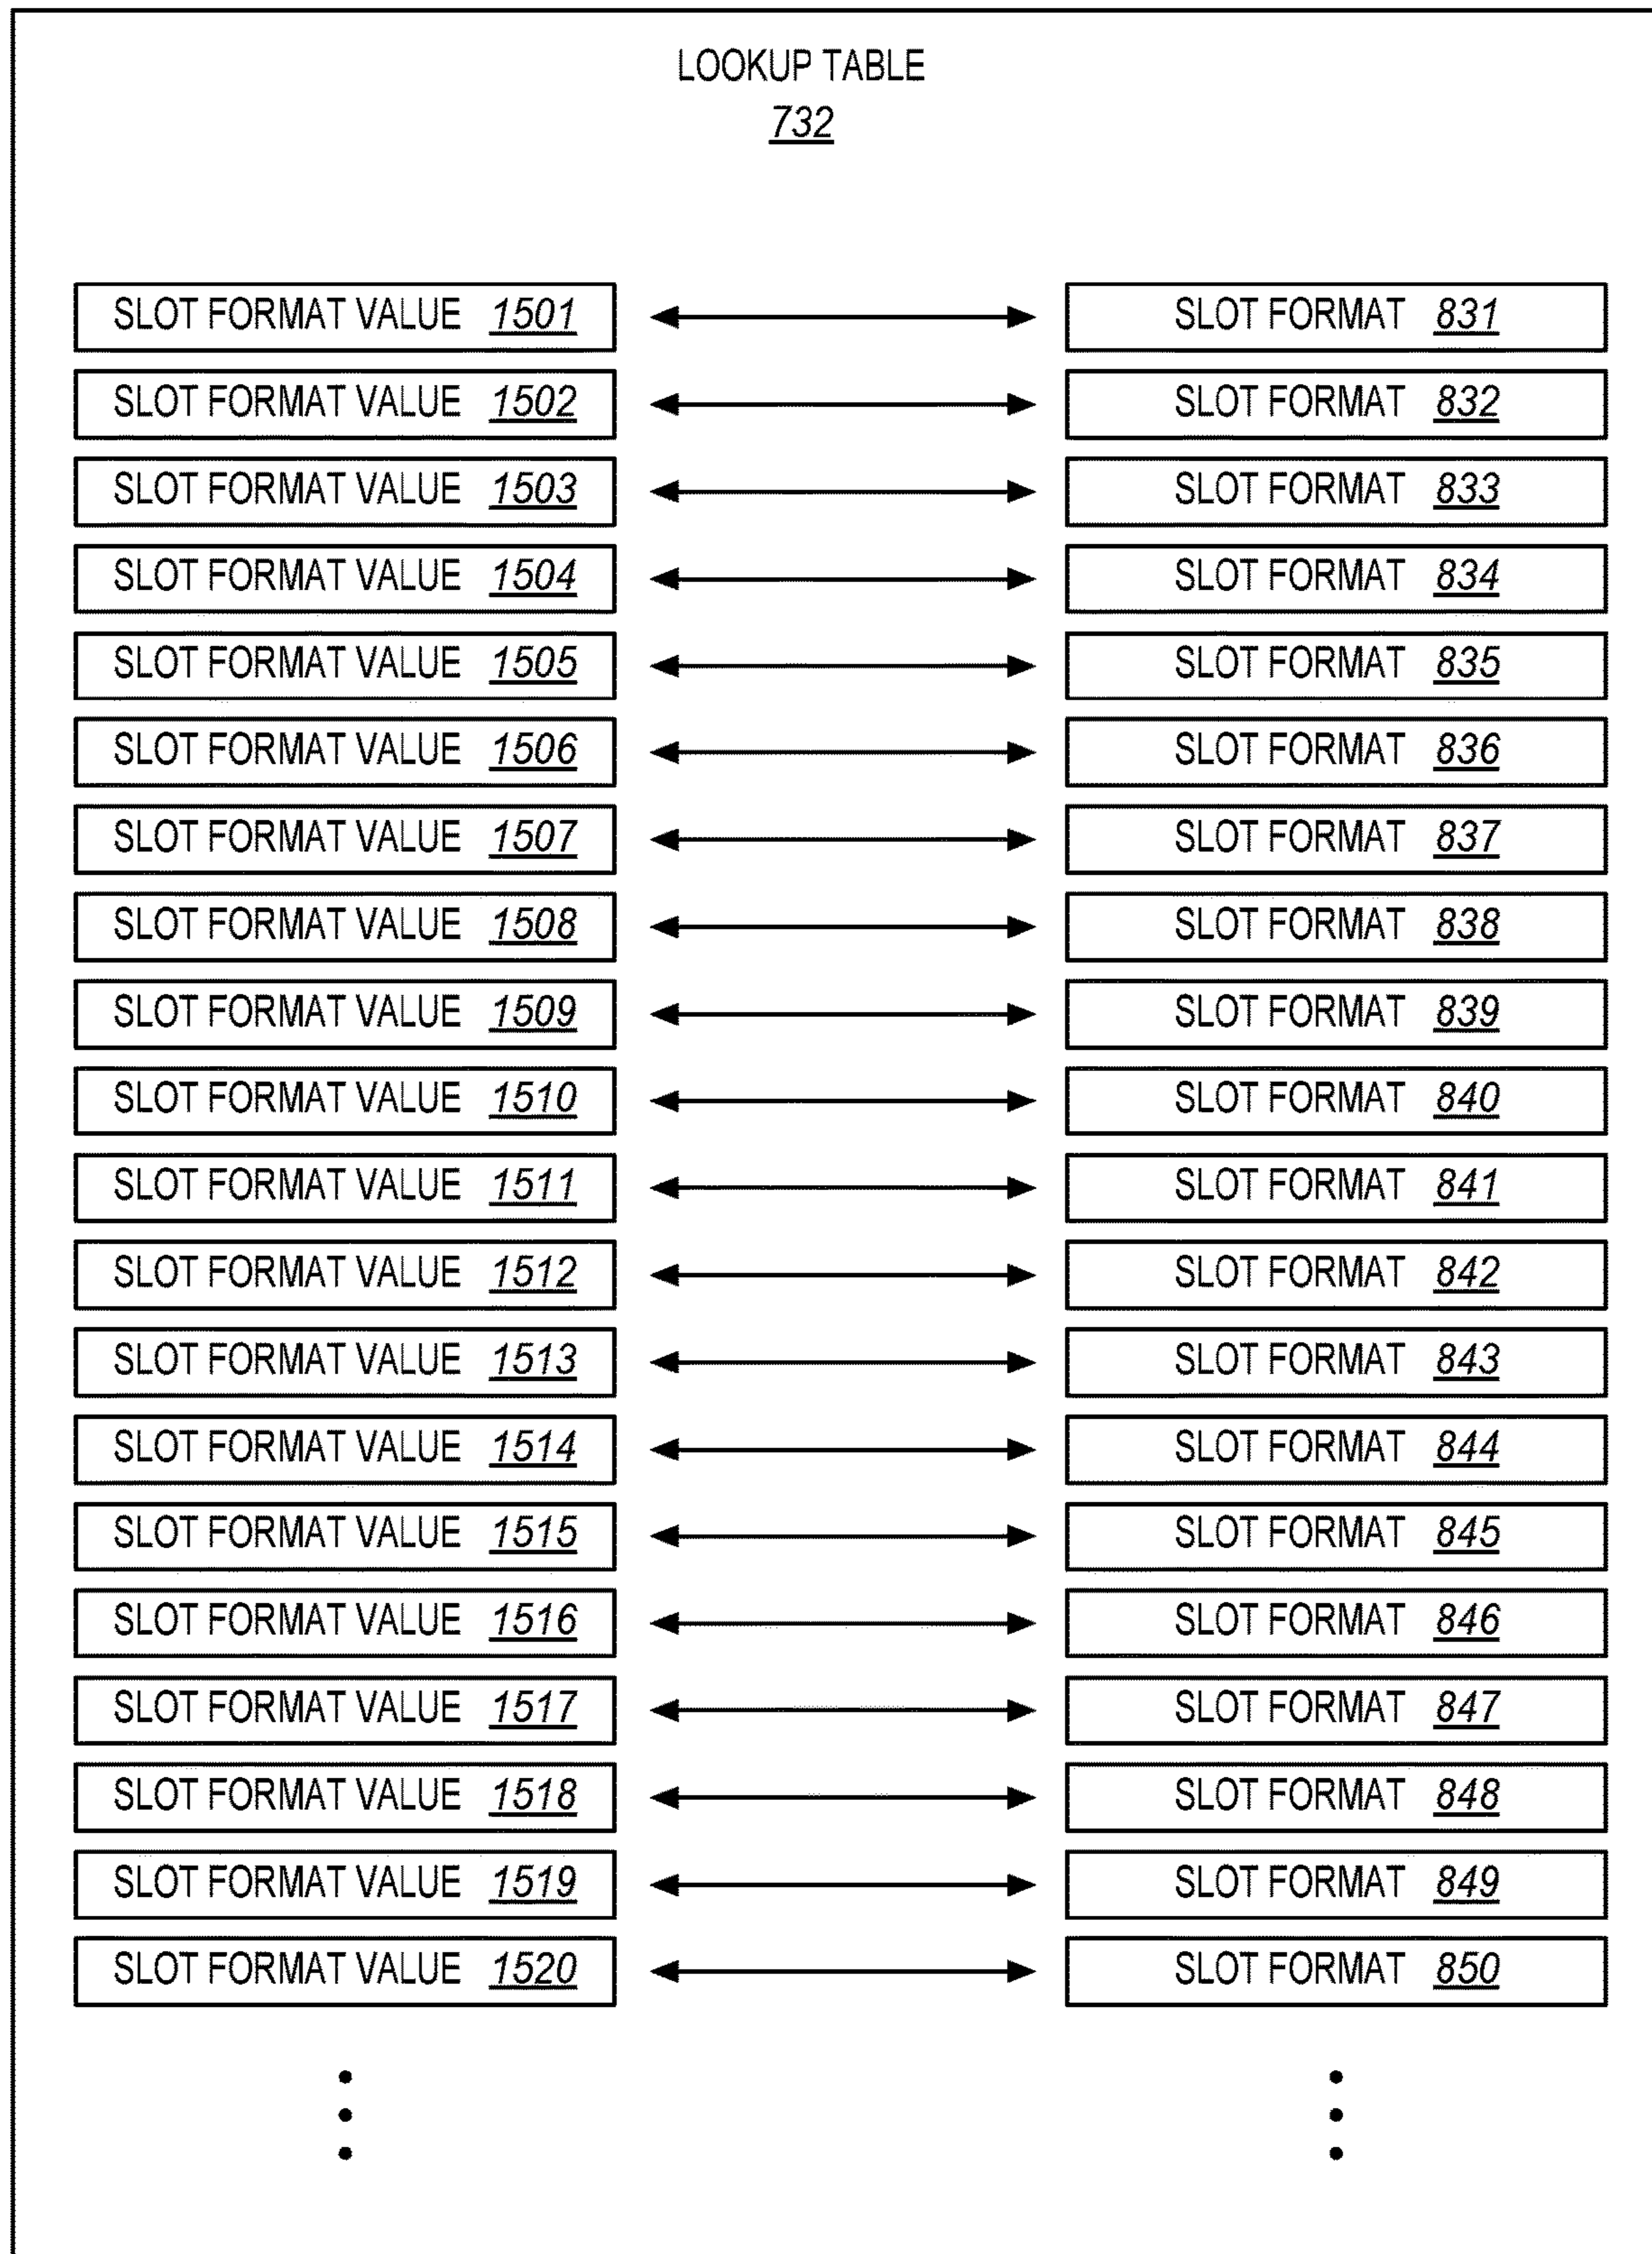 LOOKUP TABLE
732
SLOT FORMAT VALUE 1501 SLOT FORMAT 831
SLOT FORMAT VALUE 1502 SLOT FORMAT 832
SLOT FORMAT VALUE 1503 SLOT FORMAT 833
SLOT FORMAT VALUE 1504 SLOT FORMAT 834
SLOT FORMAT VALUE 1505 SLOT FORMAT 835
SLOT FORMAT VALUE 1506 SLOT FORMAT 836
SLOT FORMAT VALUE 1507 SLOT FORMAT 837
SLOT FORMAT VALUE 1508 SLOT FORMAT 838
SLOT FORMAT VALUE 1509 SLOT FORMAT 839
SLOT FORMAT VALUE 1510 SLOT FORMAT 840
SLOT FORMAT VALUE 1511 SLOT FORMAT 841
SLOT FORMAT VALUE 1512 SLOT FORMAT 842
SLOT FORMAT VALUE 1513 SLOT FORMAT 843
SLOT FORMAT VALUE 1514 SLOT FORMAT 844
SLOT FORMAT VALUE 1515 SLOT FORMAT 845
SLOT FORMAT VALUE 1516 SLOT FORMAT 846
SLOT FORMAT VALUE 1517 SLOT FORMAT 847
SLOT FORMAT VALUE 1518 SLOT FORMAT 848
SLOT FORMAT VALUE 1519 SLOT FORMAT 849
SLOT FORMAT VALUE 1520 SLOT FORMAT 850